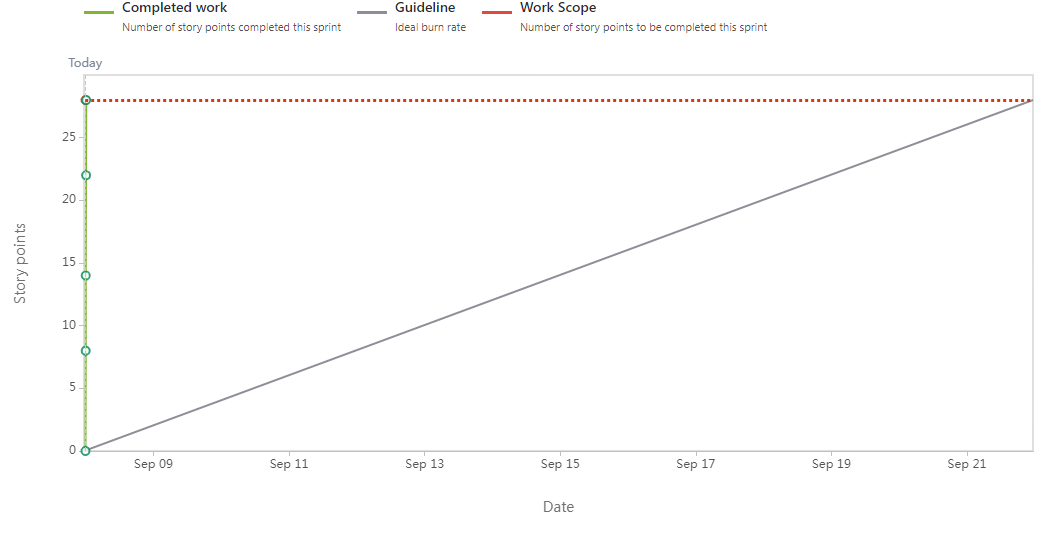 Completed work
Number of story points completed this sprint
Guideline
Ideal burn rate
Work Scope
Number of story points to be completed this sprint
Today
25
20
15
10
5
0
Story points
Sep 09
Sep 11
Sep 13
Sep 15
Sep 17
Sep 19
Sep 21
Date